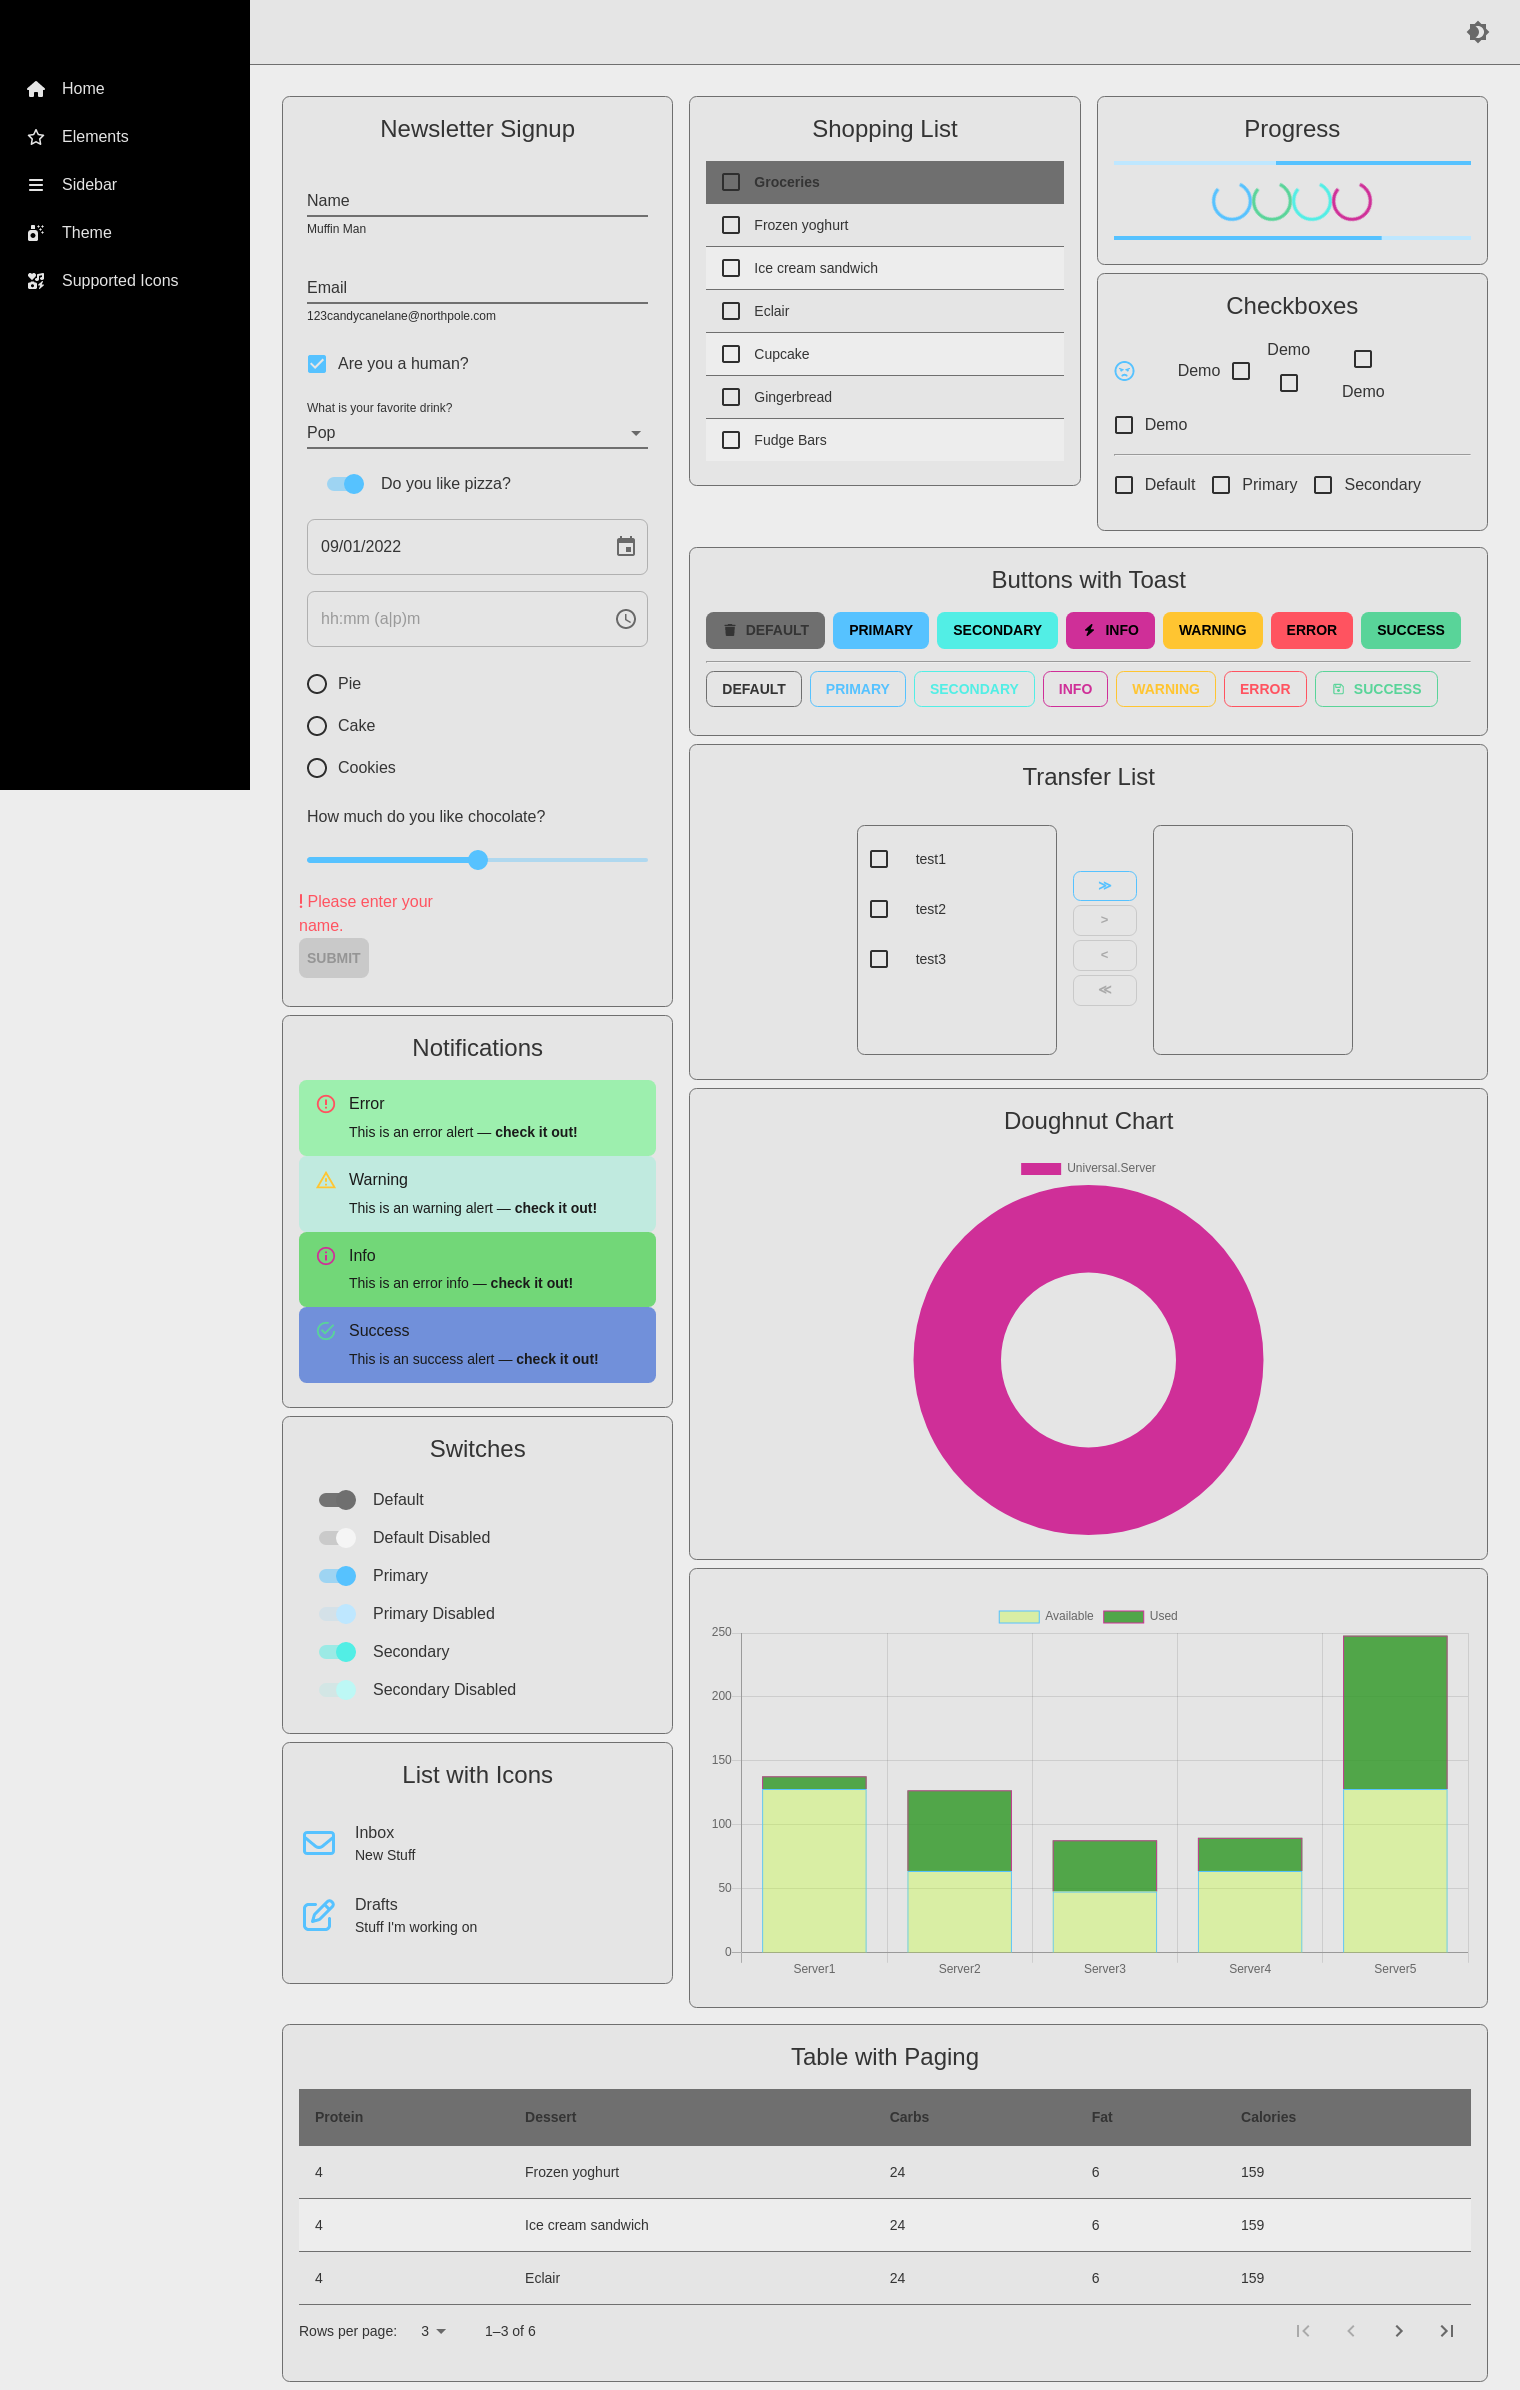 Home
Elements
Sidebar
Theme
Supported Icons
Newsletter Signup
Name
Muffin Man
Email
123candycanelane@northpole.com
Are you a human?
What is your favorite drink?
Pop
Do you like pizza?
09/01/2022
hh:mm (a|p)m
Pie
Cake
Cookies
How much do you like chocolate?
! Please enter your
name.
SUBMIT
Notifications
Error
This is an error alert — check it out!
Warning
This is an warning alert — check it out!
Info
This is an error info — check it out!
Success
This is an success alert — check it out!
Switches
Default
Default Disabled
Primary
Primary Disabled
Secondary
Secondary Disabled
List with Icons
Inbox
New Stuff
Drafts
Stuff I'm working on
Shopping List
Groceries
Frozen yoghurt
Ice cream sandwich
Eclair
Cupcake
Gingerbread
Fudge Bars
Progress
Checkboxes
Demo
Demo
Demo
Demo
Default Primary Secondary
Buttons with Toast
DEFAULT PRIMARY SECONDARY INFO WARNING ERROR SUCCESS
DEFAULT PRIMARY SECONDARY INFO WARNING ERROR SUCCESS
Transfer List
test1
test2
test3
≫
>
<
≪
Doughnut Chart
Universal.Server
Available Used
250
200
150
100
50
0
Server1 Server2 Server3 Server4 Server5
Table with Paging
Protein Dessert Carbs Fat Calories
4 Frozen yoghurt 24 6 159
4 Ice cream sandwich 24 6 159
4 Eclair 24 6 159
Rows per page: 3 1–3 of 6